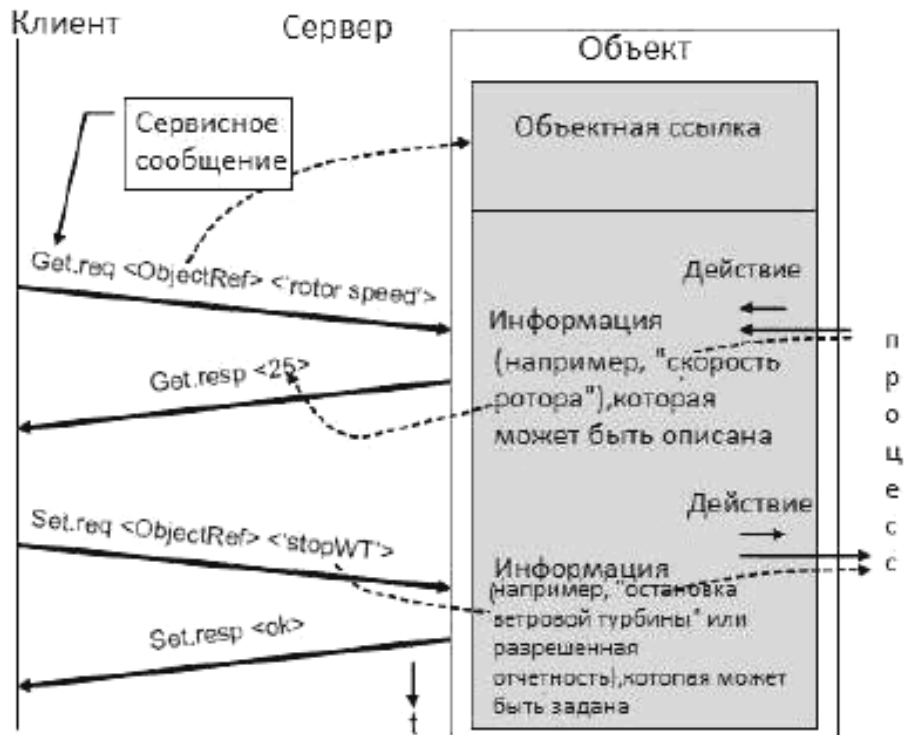 Клиент
Сервер
Объект
Сервисное
сообщение
Объектная ссылка
Get.req <ObjectRef> <'rotor speed'>
Действие
Информация
(например, "скорость
ротора"),которая
может быть описана
Get.resp <25>
процесс
Set.req <ObjectRef> <'stopWT'>
Действие
Информация
(например, "остановка
ветровой турбины" или
разрешенная
отчетность),которая может
быть задана
Set.resp <ok>
t